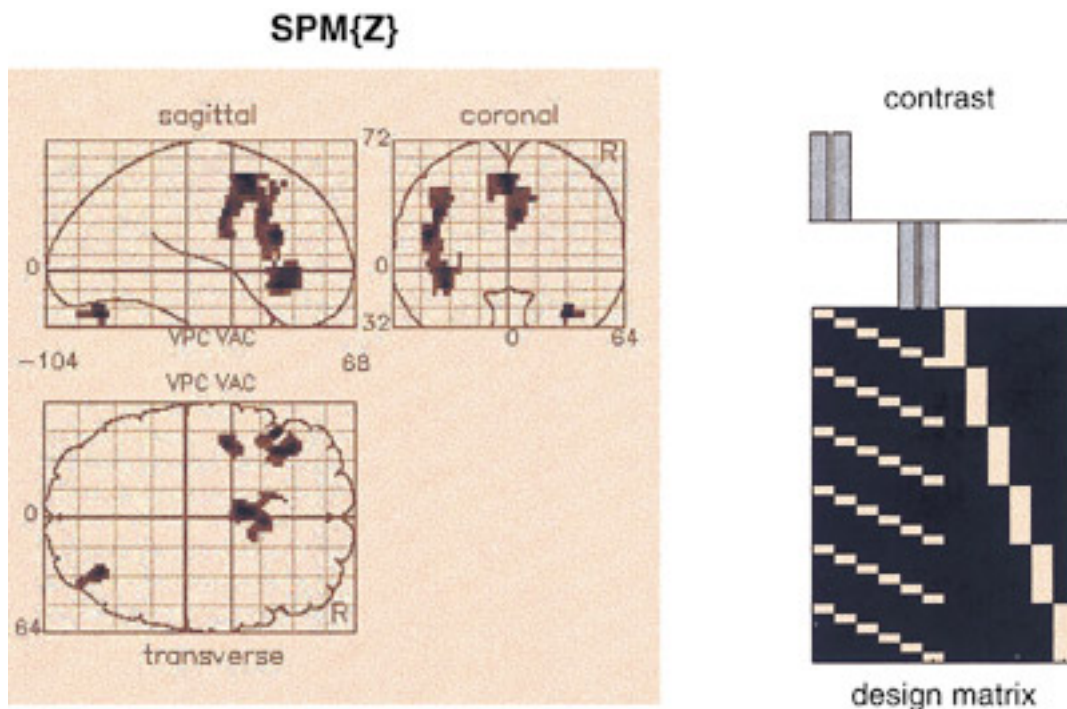 SPM{Z}
sagittal
coronal
72
R
0
0
32
VPC VAC
0
64
-104
68
VPC VAC
0
64
R
transverse
contrast
design matrix